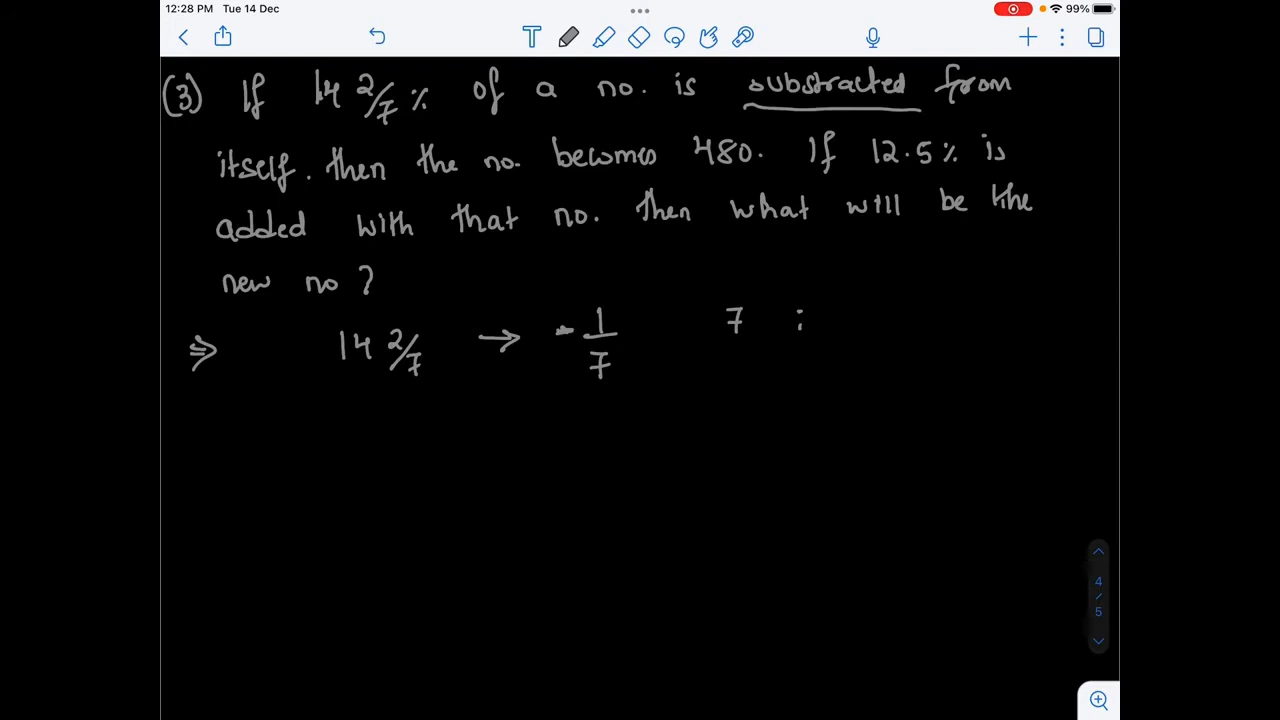 12:28 PM Tue 14 Dec
99%
T
(3) If 14 2/7 % of a no. is substracted from
itself. then the no. becomes 480. If 12.5% is
added with that no. then what will be the
new no ?
⇒ 14 2/7 → - 1/7 7 :
4/5